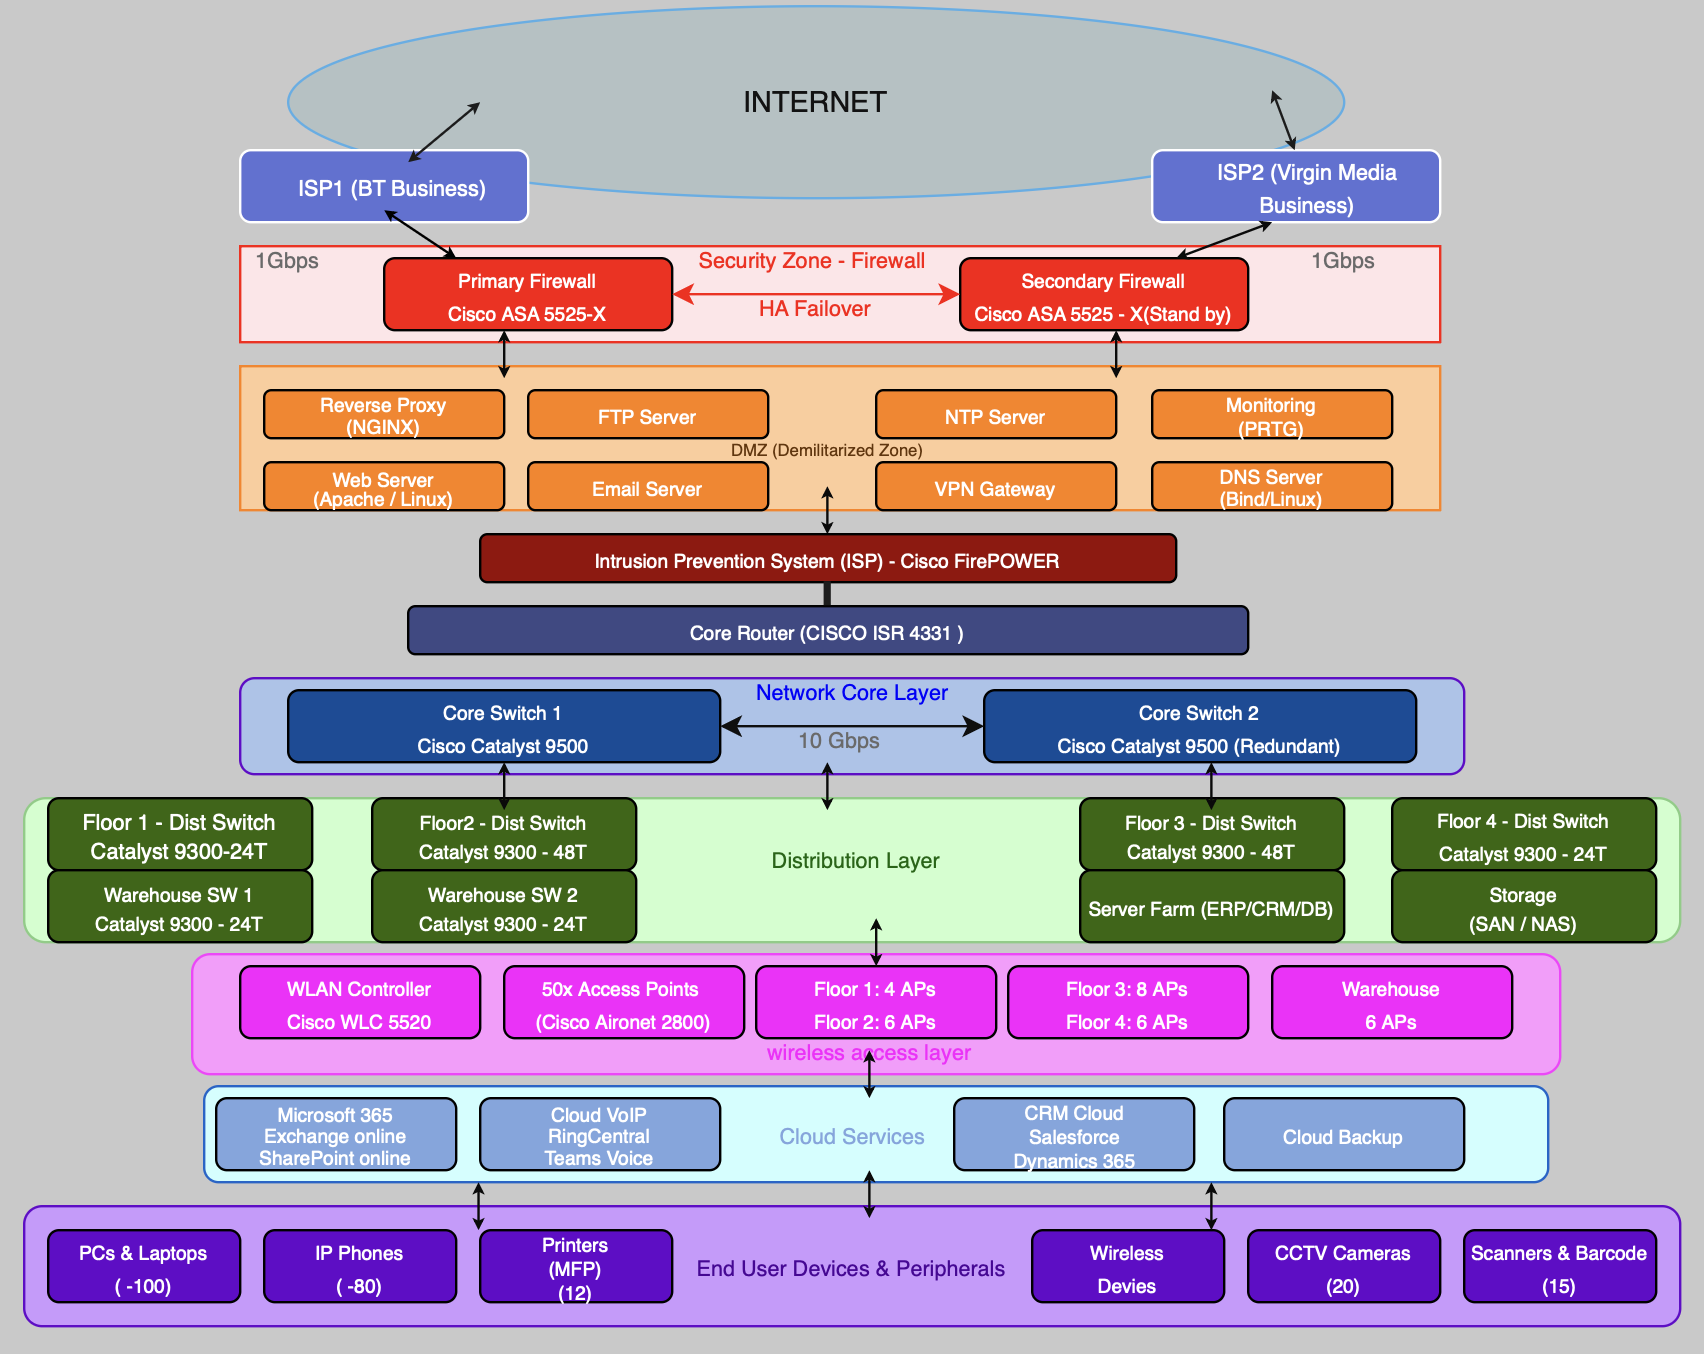 INTERNET
ISP1 (BT Business)
ISP2 (Virgin Media
Business)
1Gbps
Security Zone - Firewall
1Gbps
Primary Firewall
Cisco ASA 5525-X
HA Failover
Secondary Firewall
Cisco ASA 5525 - X(Stand by)
Reverse Proxy
(NGINX)
FTP Server
NTP Server
Monitoring
(PRTG)
DMZ (Demilitarized Zone)
Web Server
(Apache / Linux)
Email Server
VPN Gateway
DNS Server
(Bind/Linux)
Intrusion Prevention System (ISP) - Cisco FirePOWER
Core Router (CISCO ISR 4331 )
Network Core Layer
Core Switch 1
Cisco Catalyst 9500
10 Gbps
Core Switch 2
Cisco Catalyst 9500 (Redundant)
Floor 1 - Dist Switch
Catalyst 9300-24T
Floor2 - Dist Switch
Catalyst 9300 - 48T
Floor 3 - Dist Switch
Catalyst 9300 - 48T
Floor 4 - Dist Switch
Catalyst 9300 - 24T
Distribution Layer
Warehouse SW 1
Catalyst 9300 - 24T
Warehouse SW 2
Catalyst 9300 - 24T
Server Farm (ERP/CRM/DB)
Storage
(SAN / NAS)
WLAN Controller
Cisco WLC 5520
50x Access Points
(Cisco Aironet 2800)
Floor 1: 4 APs
Floor 2: 6 APs
Floor 3: 8 APs
Floor 4: 6 APs
Warehouse
6 APs
wireless access layer
Microsoft 365
Exchange online
SharePoint online
Cloud VoIP
RingCentral
Teams Voice
Cloud Services
CRM Cloud
Salesforce
Dynamics 365
Cloud Backup
PCs & Laptops
( -100)
IP Phones
( -80)
Printers
(MFP)
(12)
End User Devices & Peripherals
Wireless
Devies
CCTV Cameras
(20)
Scanners & Barcode
(15)